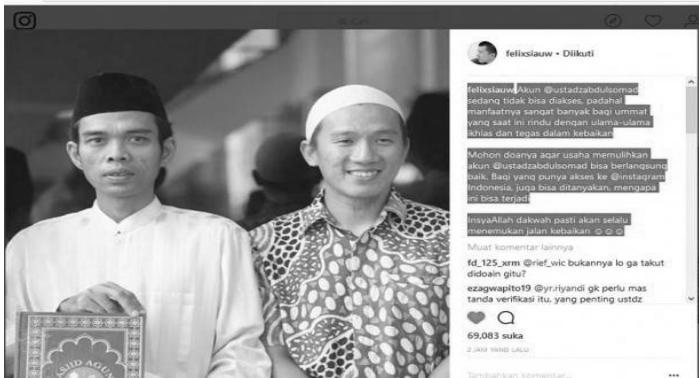 felixsiauw • Diikuti
felixsiauw Akun @ustadzabdulsomad
sedang tidak bisa diakses, padahal
manfaatnya sangat banyak bagi ummat
yang saat ini rindu dengan ulama-ulama
ikhlas dan tegas dalam kebaikan
Mohon doanya agar usaha memulihkan
akun @ustadzabdulsomad bisa berlangsung
baik. Bagi yang punya akses ke @instagram
Indonesia, juga bisa ditanyakan, mengapa
ini bisa terjadi
InsyaAllah dakwah pasti akan selalu
menemukan jalan kebaikan ☺☺☺
Muat komentar lainnya
fd_125_xrm @rief_wic bukannya lo ga takut
didoain gitu?
ezagwapito19 @yr.riyandi gk perlu mas
tanda verifikasi itu, yang penting ustdz
69,083 suka
2 JAM YANG LALU
Tambahkan komentar...
MASJID AGUNG